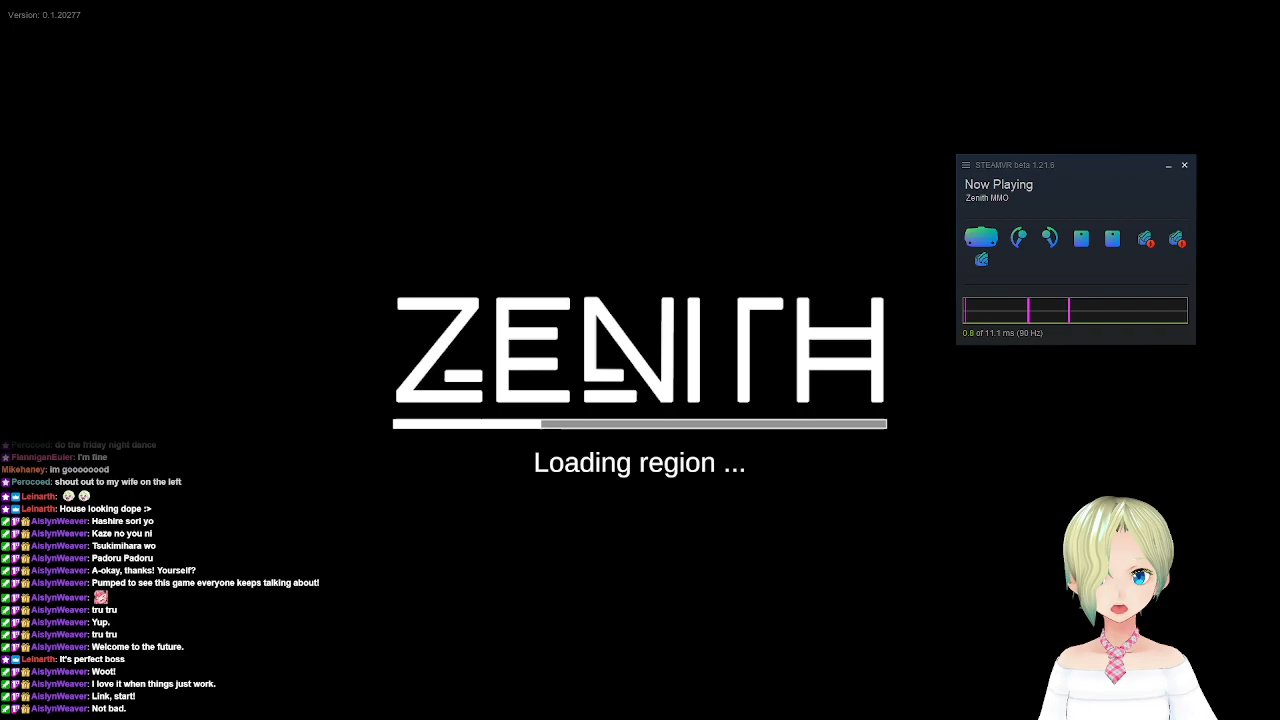 Version: 0.1.20277
STEAMVR beta 1.21.6
Now Playing
Zenith MMO
0.8 of 11.1 ms (90 Hz)
ZENITH
Loading region ...
Perocoed: do the friday night dance
FlanniganEuler: I'm fine
Mikehaney: im goooooood
Perocoed: shout out to my wife on the left
Leinarth:
Leinarth: House looking dope :>
AislynWeaver: Hashire sori yo
AislynWeaver: Kaze no you ni
AislynWeaver: Tsukimihara wo
AislynWeaver: Padoru Padoru
AislynWeaver: A-okay, thanks! Yourself?
AislynWeaver: Pumped to see this game everyone keeps talking about!
AislynWeaver:
AislynWeaver: tru tru
AislynWeaver: Yup.
AislynWeaver: tru tru
AislynWeaver: Welcome to the future.
Leinarth: It's perfect boss
AislynWeaver: Woot!
AislynWeaver: I love it when things just work.
AislynWeaver: Link, start!
AislynWeaver: Not bad.